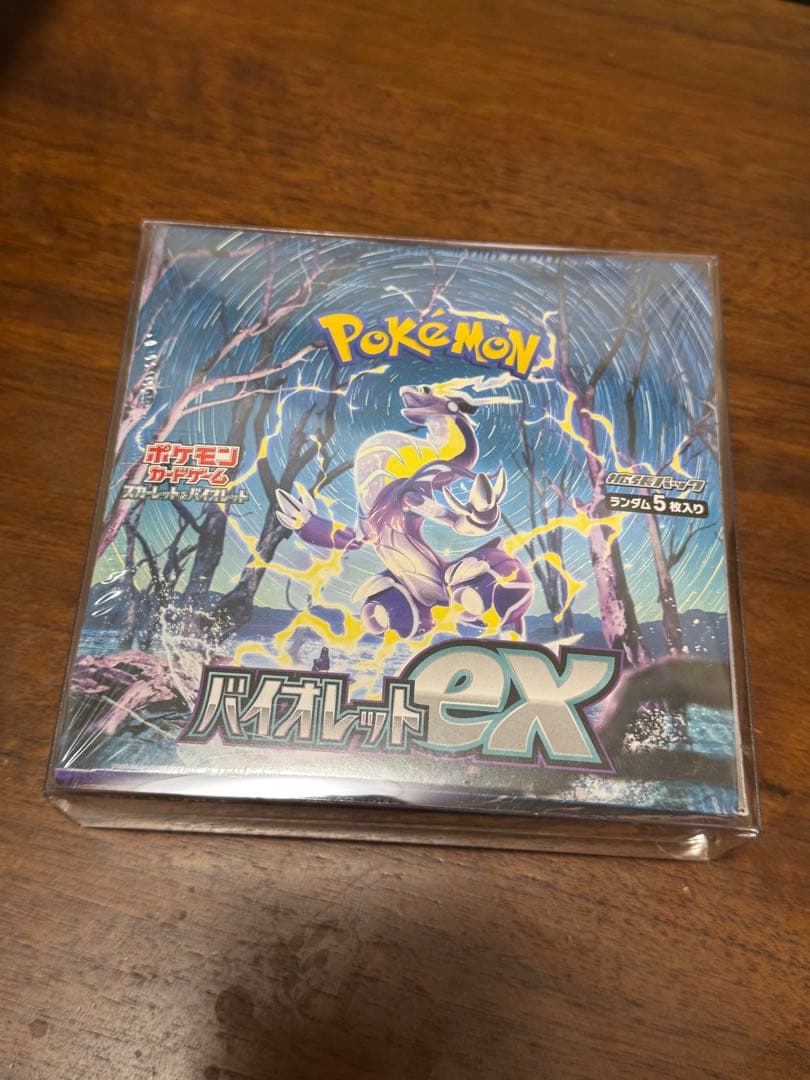 Pokémon
ポケモン
カードゲーム
スカーレット&バイオレット
拡張パック
ランダム5枚入り
バイオレットex